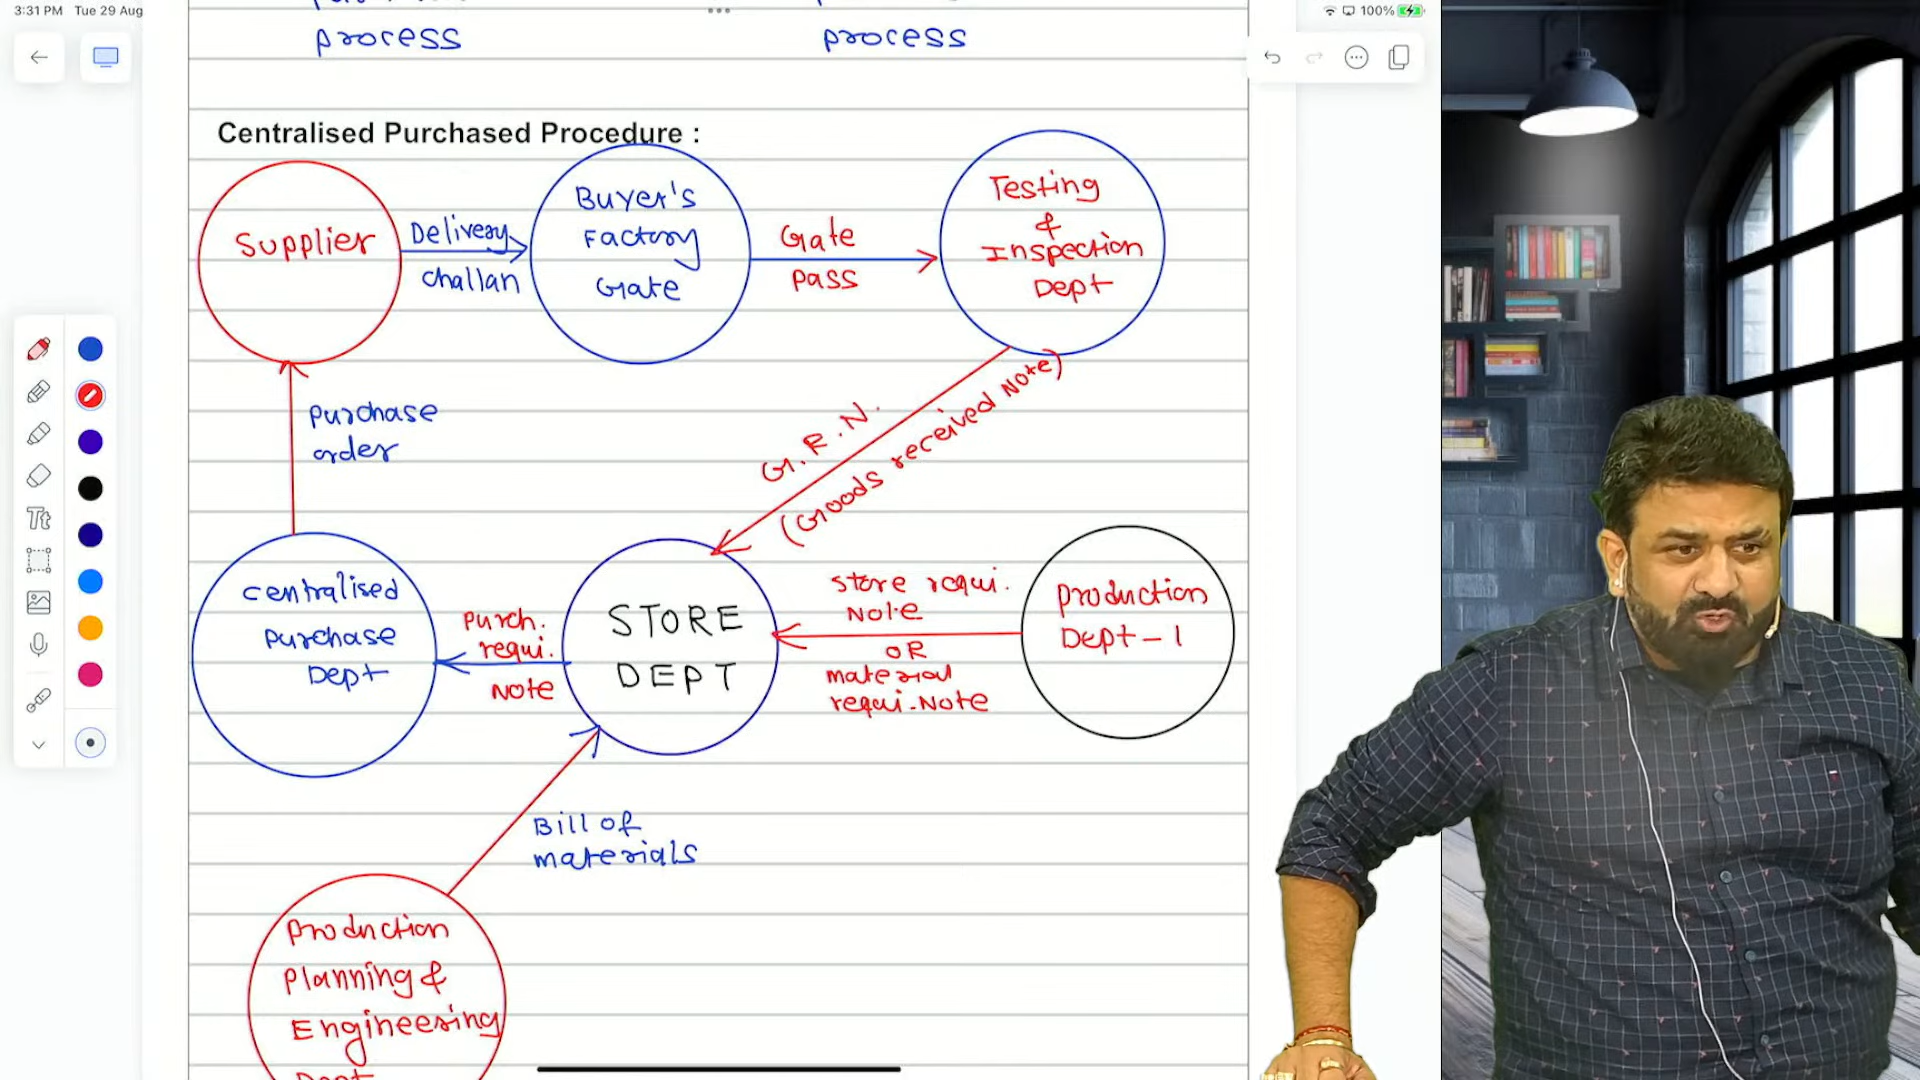 3:31 PM Tue 29 Aug
100%
process
process
Centralised Purchased Procedure :
Supplier
Delivery
challan
Buyer's
Factory
Gate
Gate
pass
Testing
&
Inspection
Dept
Purchase
order
G.R.N.
(Goods received Note)
centralised
purchase
Dept
Purch.
requi.
Note
STORE
DEPT
Store requi.
Note
OR
material
requi.Note
production
Dept-1
Bill of
materials
Production
Planning &
Engineering
Tt